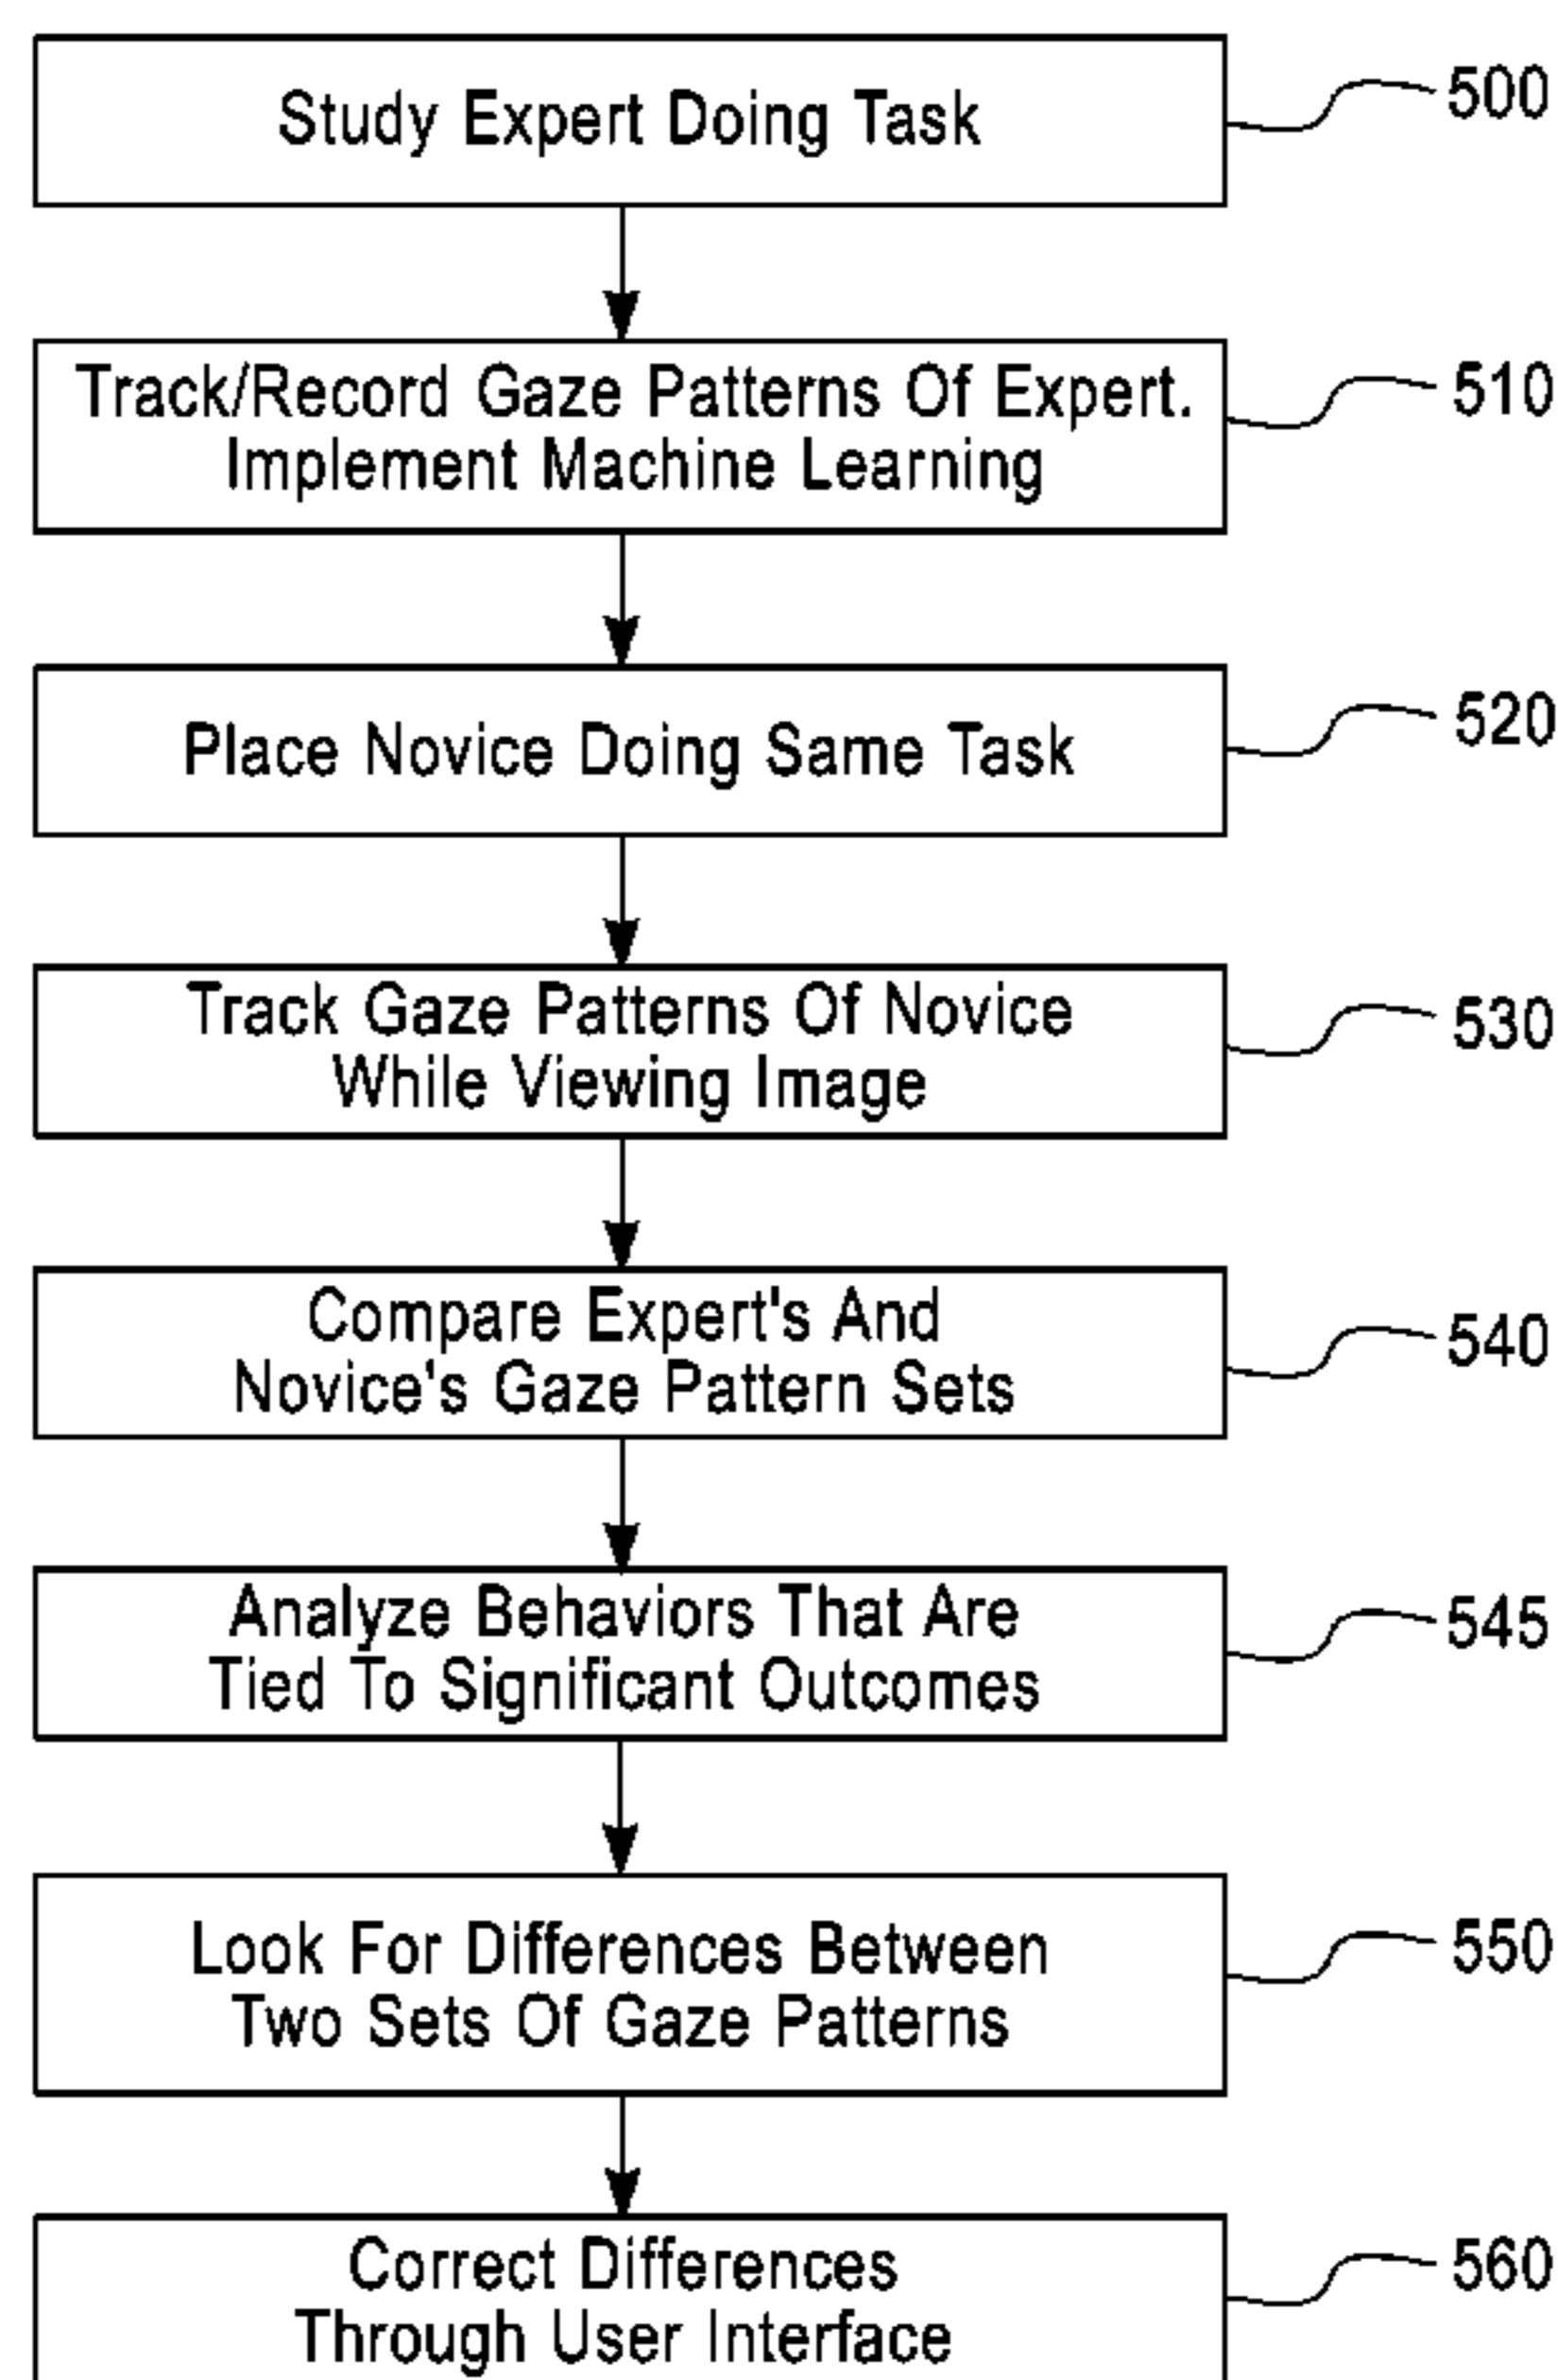 Study Expert Doing Task
500
Track/Record Gaze Patterns Of Expert.
Implement Machine Learning
510
Place Novice Doing Same Task
520
Track Gaze Patterns Of Novice
While Viewing Image
530
Compare Expert's And
Novice's Gaze Pattern Sets
540
Analyze Behaviors That Are
Tied To Significant Outcomes
545
Look For Differences Between
Two Sets Of Gaze Patterns
550
Correct Differences
Through User Interface
560